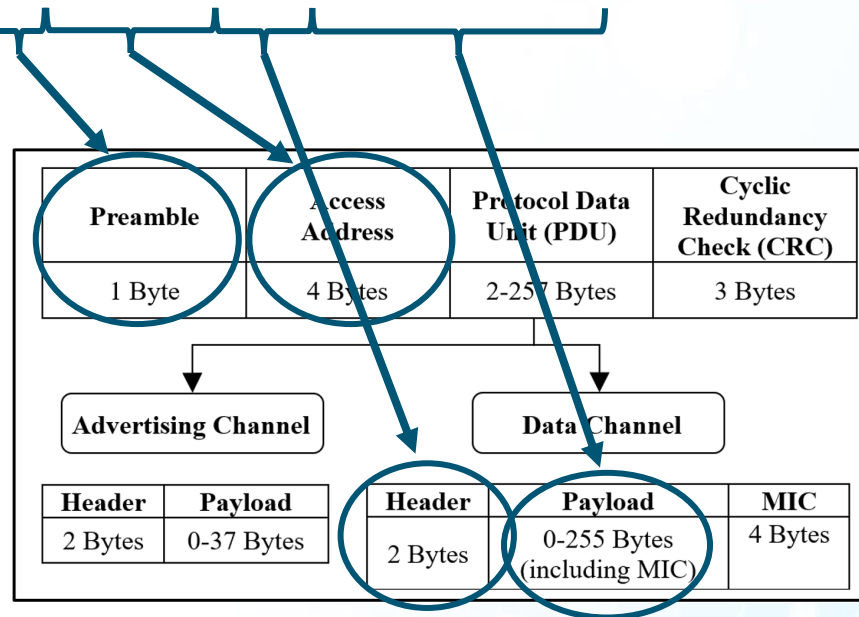 Preamble
Access
Address
Protocol Data
Unit (PDU)
Cyclic
Redundancy
Check (CRC)
1 Byte
4 Bytes
2-257 Bytes
3 Bytes
Advertising Channel
Data Channel
Header
Payload
2 Bytes
0-37 Bytes
Header
Payload
MIC
2 Bytes
0-255 Bytes
(including MIC)
4 Bytes